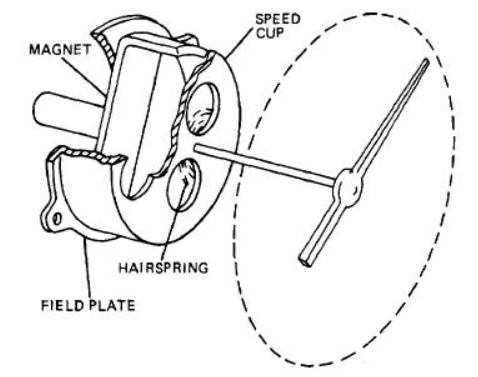 SPEED
CUP
MAGNET
HAIRSPRING
FIELD PLATE